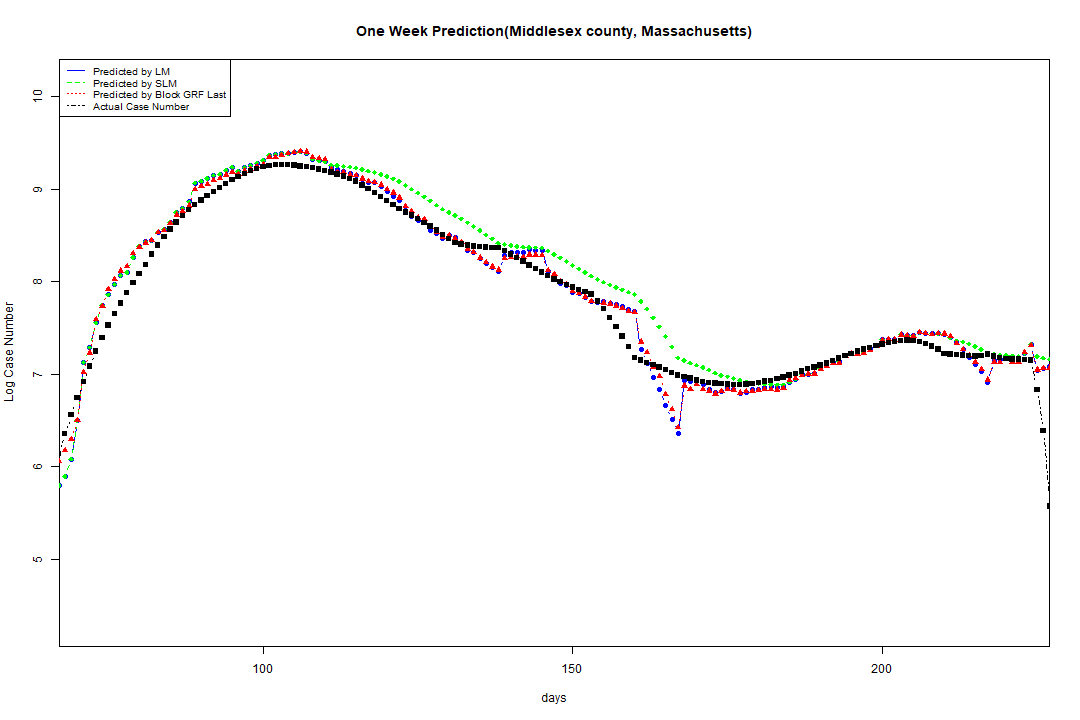 One Week Prediction(Middlesex county, Massachusetts)
Predicted by LM
Predicted by SLM
Predicted by Block GRF Last
Actual Case Number
10
9
8
7
6
5
Log Case Number
100 150 200
days